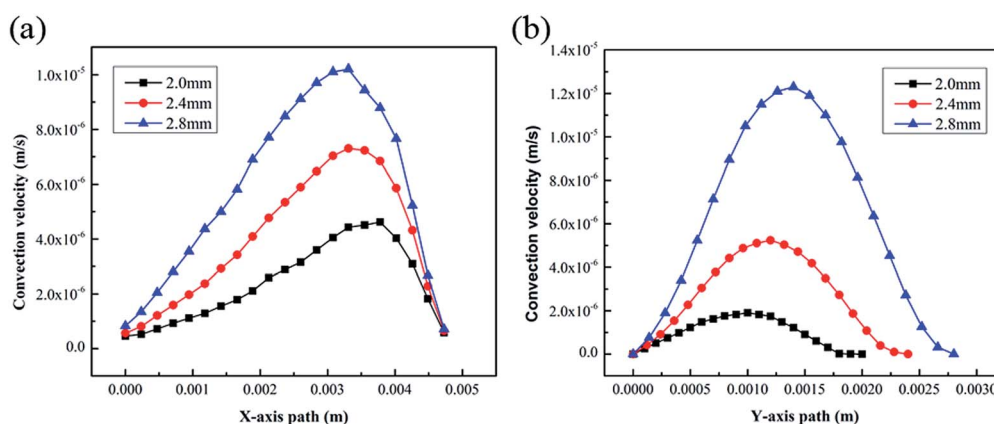 (a)
Convection velocity (m/s)
1.0x10⁻⁵
8.0x10⁻⁶
6.0x10⁻⁶
4.0x10⁻⁶
2.0x10⁻⁶
0.0
2.0mm
2.4mm
2.8mm
0.000 0.001 0.002 0.003 0.004 0.005
X-axis path (m)
(b)
Convection velocity (m/s)
1.4x10⁻⁵
1.2x10⁻⁵
1.0x10⁻⁵
8.0x10⁻⁶
6.0x10⁻⁶
4.0x10⁻⁶
2.0x10⁻⁶
0.0
2.0mm
2.4mm
2.8mm
0.0000 0.0005 0.0010 0.0015 0.0020 0.0025 0.0030
Y-axis path (m)